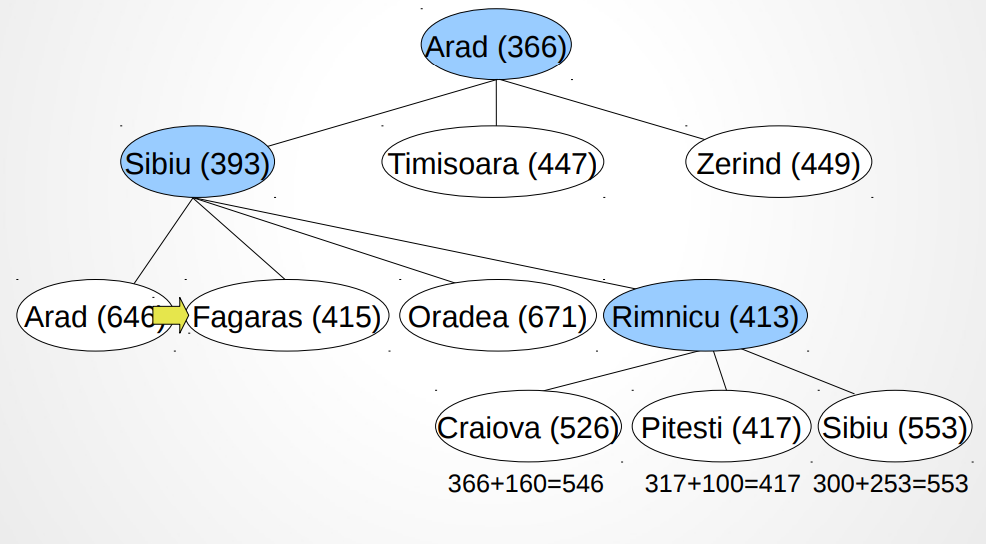 Arad (366)
Sibiu (393)
Timisoara (447)
Zerind (449)
Arad (646)
Fagaras (415)
Oradea (671)
Rimnicu (413)
Craiova (526)
Pitesti (417)
Sibiu (553)
366+160=546
317+100=417
300+253=553